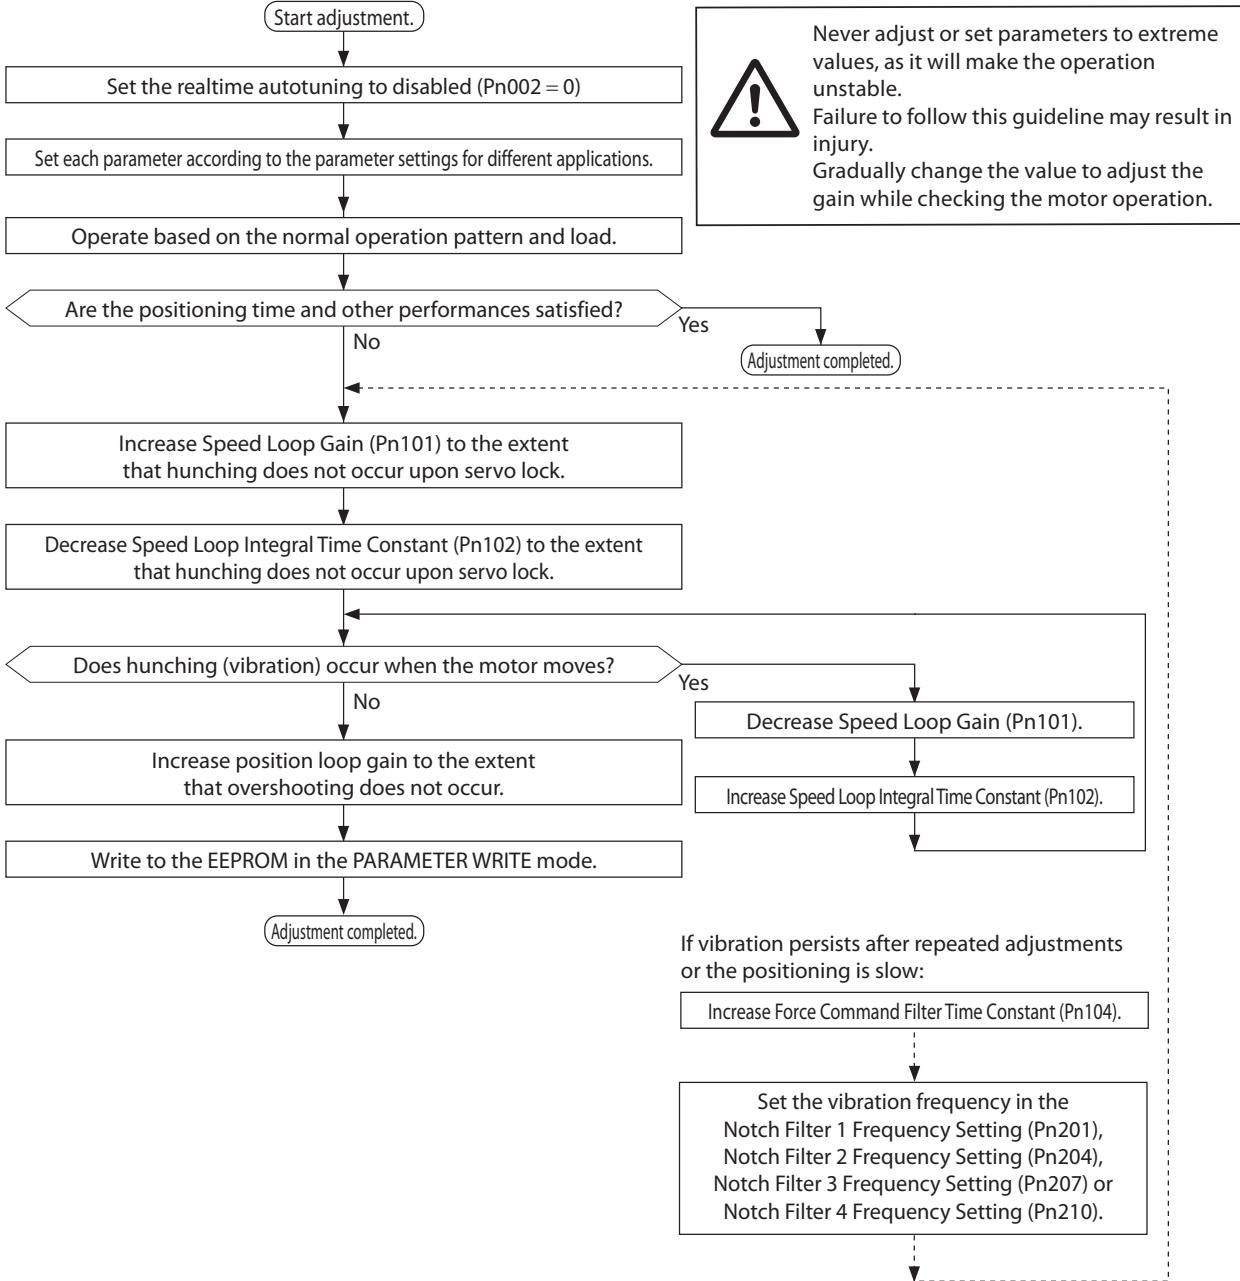 Start adjustment.
Never adjust or set parameters to extreme
values, as it will make the operation
unstable.
Failure to follow this guideline may result in
injury.
Gradually change the value to adjust the
gain while checking the motor operation.
Set the realtime autotuning to disabled (Pn002 = 0)
Set each parameter according to the parameter settings for different applications.
Operate based on the normal operation pattern and load.
Are the positioning time and other performances satisfied?
Yes
No
Adjustment completed.
Increase Speed Loop Gain (Pn101) to the extent
that hunching does not occur upon servo lock.
Decrease Speed Loop Integral Time Constant (Pn102) to the extent
that hunching does not occur upon servo lock.
Does hunching (vibration) occur when the motor moves?
Yes
No
Decrease Speed Loop Gain (Pn101).
Increase Speed Loop Integral Time Constant (Pn102).
Increase position loop gain to the extent
that overshooting does not occur.
Write to the EEPROM in the PARAMETER WRITE mode.
Adjustment completed.
If vibration persists after repeated adjustments
or the positioning is slow:
Increase Force Command Filter Time Constant (Pn104).
Set the vibration frequency in the
Notch Filter 1 Frequency Setting (Pn201),
Notch Filter 2 Frequency Setting (Pn204),
Notch Filter 3 Frequency Setting (Pn207) or
Notch Filter 4 Frequency Setting (Pn210).